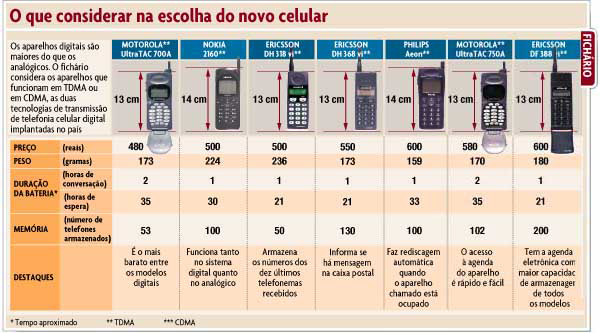 O que considerar na escolha do novo celular
FICHÁRIO
Os aparelhos digitais são
maiores do que os
analógicos. O fichário
considera os aparelhos que
funcionam em TDMA ou
em CDMA, as duas
tecnologias de transmissão
de telefonia celular digital
implantadas no país
MOTOROLA** UltraTAC 700A
NOKIA 2160**
ERICSSON DH 318 vi**
ERICSSON DH 368 vi**
PHILIPS Aeon**
MOTOROLA** UltraTAC 750A
ERICSSON DF 388 vi**
13 cm 14 cm 13 cm 13 cm 14 cm 13 cm 13 cm
PREÇO (reais) 480 500 500 550 600 580 600
PESO (gramas) 173 224 236 173 159 170 180
DURAÇÃO DA BATERIA*
(horas de conversação) 2 1 1 1 1 2 1
(horas de espera) 35 30 21 21 33 35 21
MEMÓRIA (número de telefones armazenados) 53 100 50 130 100 102 200
DESTAQUES
É o mais
barato entre
os modelos
digitais
Funciona tanto
no sistema
digital quanto
no analógico
Armazena
os números dos
dez últimos
telefonemas
recebidos
Informa se
há mensagem
na caixa postal
Faz rediscagem
automática
quando
o aparelho
chamado está
ocupado
O acesso
à agenda
do aparelho
é rápido e fácil
Tem a agenda
eletrônica com
maior capacidac
de armazenager
de todos
os modelos
* Tempo aproximado ** TDMA *** CDMA